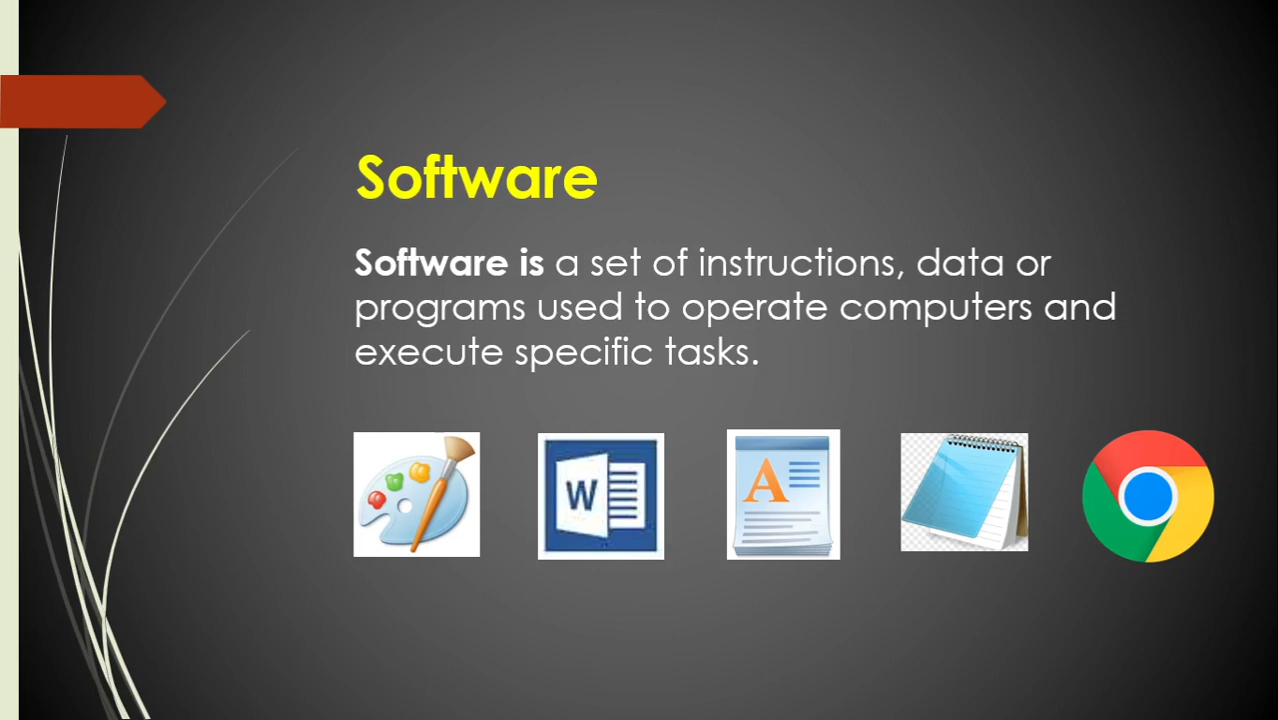 Software
Software is a set of instructions, data or
programs used to operate computers and
execute specific tasks.
W
A